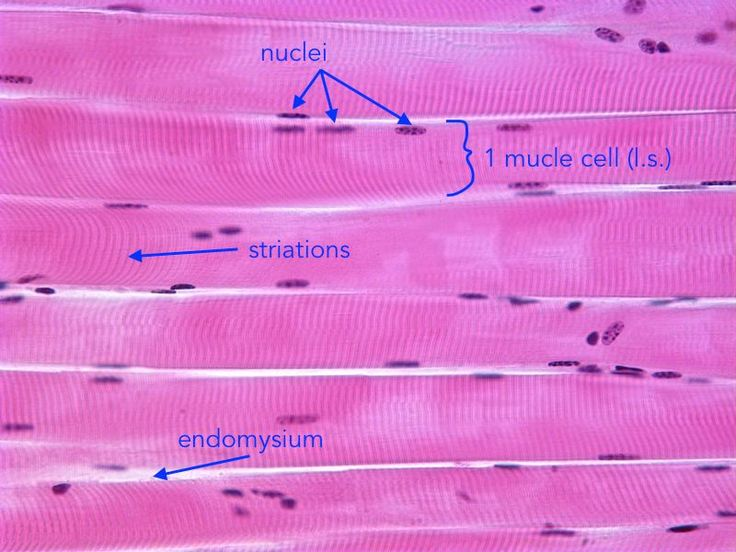 nuclei
1 mucle cell (l.s.)
striations
endomysium